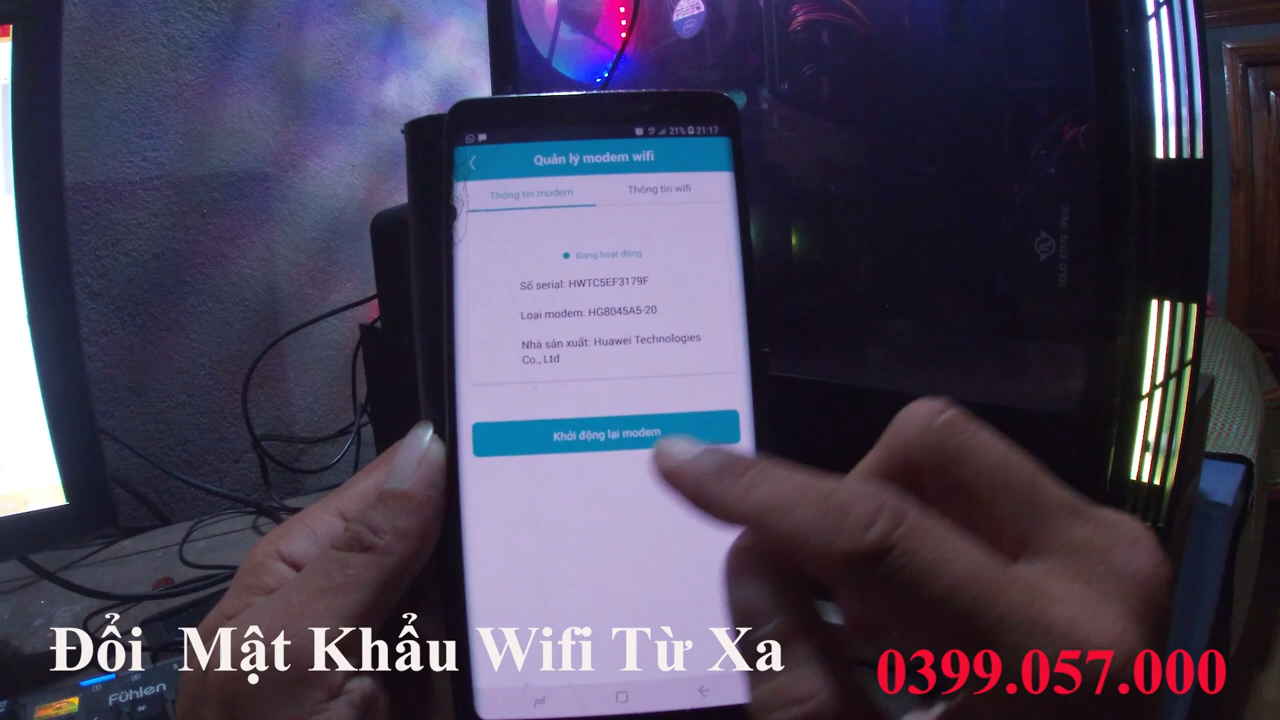 21% 21:17
Quản lý modem wifi
Thông tin modem
Thông tin wifi
Đang hoạt động
Số serial: HWTC5EF3179F
Loại modem: HG8045A5-20
Nhà sản xuất: Huawei Technologies
Co., Ltd
Khởi động lại modem
Đổi Mật Khẩu Wifi Từ Xa
0399.057.000
Fühlen